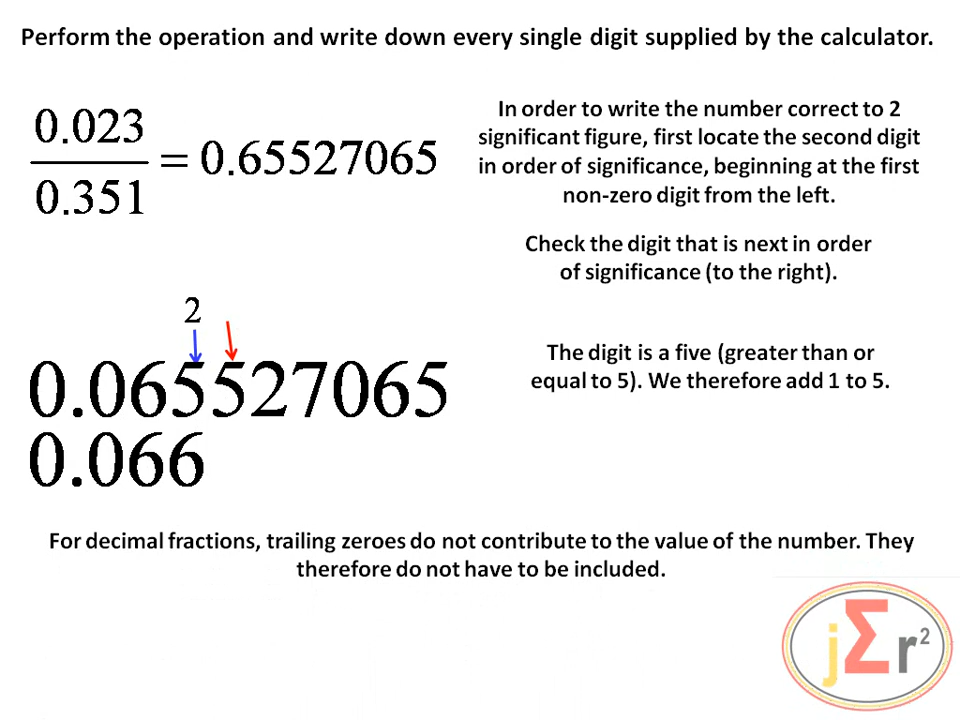 Perform the operation and write down every single digit supplied by the calculator.
0.023
0.351
= 0.65527065
In order to write the number correct to 2
significant figure, first locate the second digit
in order of significance, beginning at the first
non-zero digit from the left.
Check the digit that is next in order
of significance (to the right).
2
0.065527065
0.066
The digit is a five (greater than or
equal to 5). We therefore add 1 to 5.
For decimal fractions, trailing zeroes do not contribute to the value of the number. They
therefore do not have to be included.
jΣr²